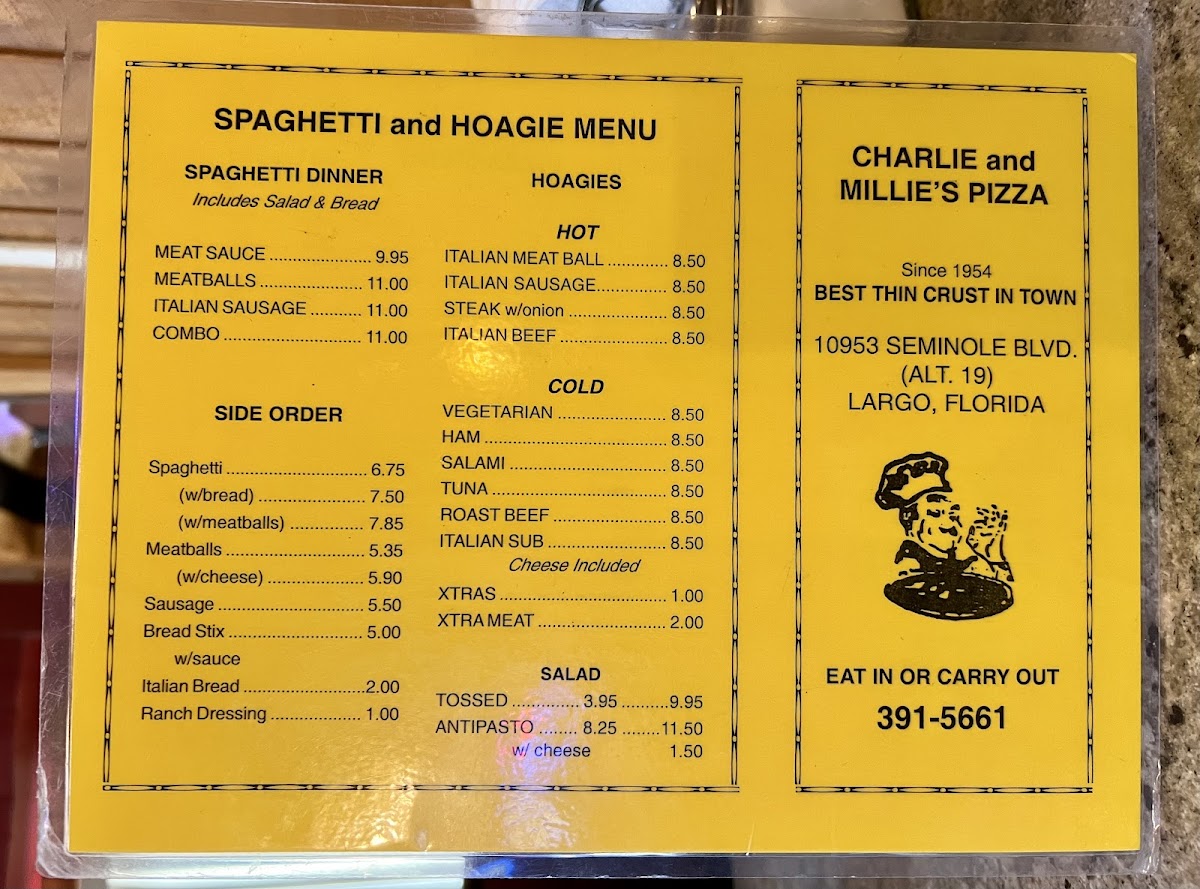 SPAGHETTI and HOAGIE MENU
SPAGHETTI DINNER
Includes Salad & Bread
MEAT SAUCE ...................... 9.95
MEATBALLS ...................... 11.00
ITALIAN SAUSAGE ........... 11.00
COMBO .............................. 11.00
SIDE ORDER
Spaghetti .............................. 6.75
(w/bread) ....................... 7.50
(w/meatballs) ................ 7.85
Meatballs .............................. 5.35
(w/cheese) ..................... 5.90
Sausage ................................ 5.50
Bread Stix ............................. 5.00
w/sauce
Italian Bread ..........................2.00
Ranch Dressing ................... 1.00
HOAGIES
HOT
ITALIAN MEAT BALL ............. 8.50
ITALIAN SAUSAGE............... 8.50
STEAK w/onion ..................... 8.50
ITALIAN BEEF ....................... 8.50
COLD
VEGETARIAN ....................... 8.50
HAM ....................................... 8.50
SALAMI ................................. 8.50
TUNA ..................................... 8.50
ROAST BEEF ........................ 8.50
ITALIAN SUB ......................... 8.50
Cheese Included
XTRAS ................................... 1.00
XTRA MEAT ........................... 2.00
SALAD
TOSSED .............. 3.95 ..........9.95
ANTIPASTO ........ 8.25 ........11.50
w/ cheese 1.50
CHARLIE and
MILLIE'S PIZZA
Since 1954
BEST THIN CRUST IN TOWN
10953 SEMINOLE BLVD.
(ALT. 19)
LARGO, FLORIDA
EAT IN OR CARRY OUT
391-5661